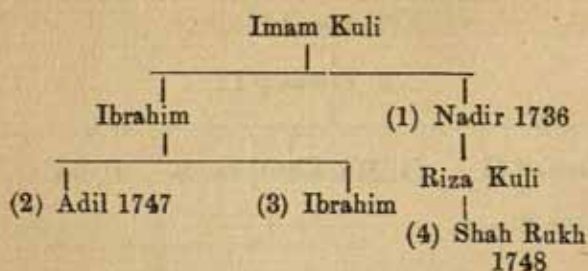 Imam Kuli
Ibrahim (1) Nadir 1736
Riza Kuli
(2) Adil 1747 (3) Ibrahim
(4) Shah Rukh
1748